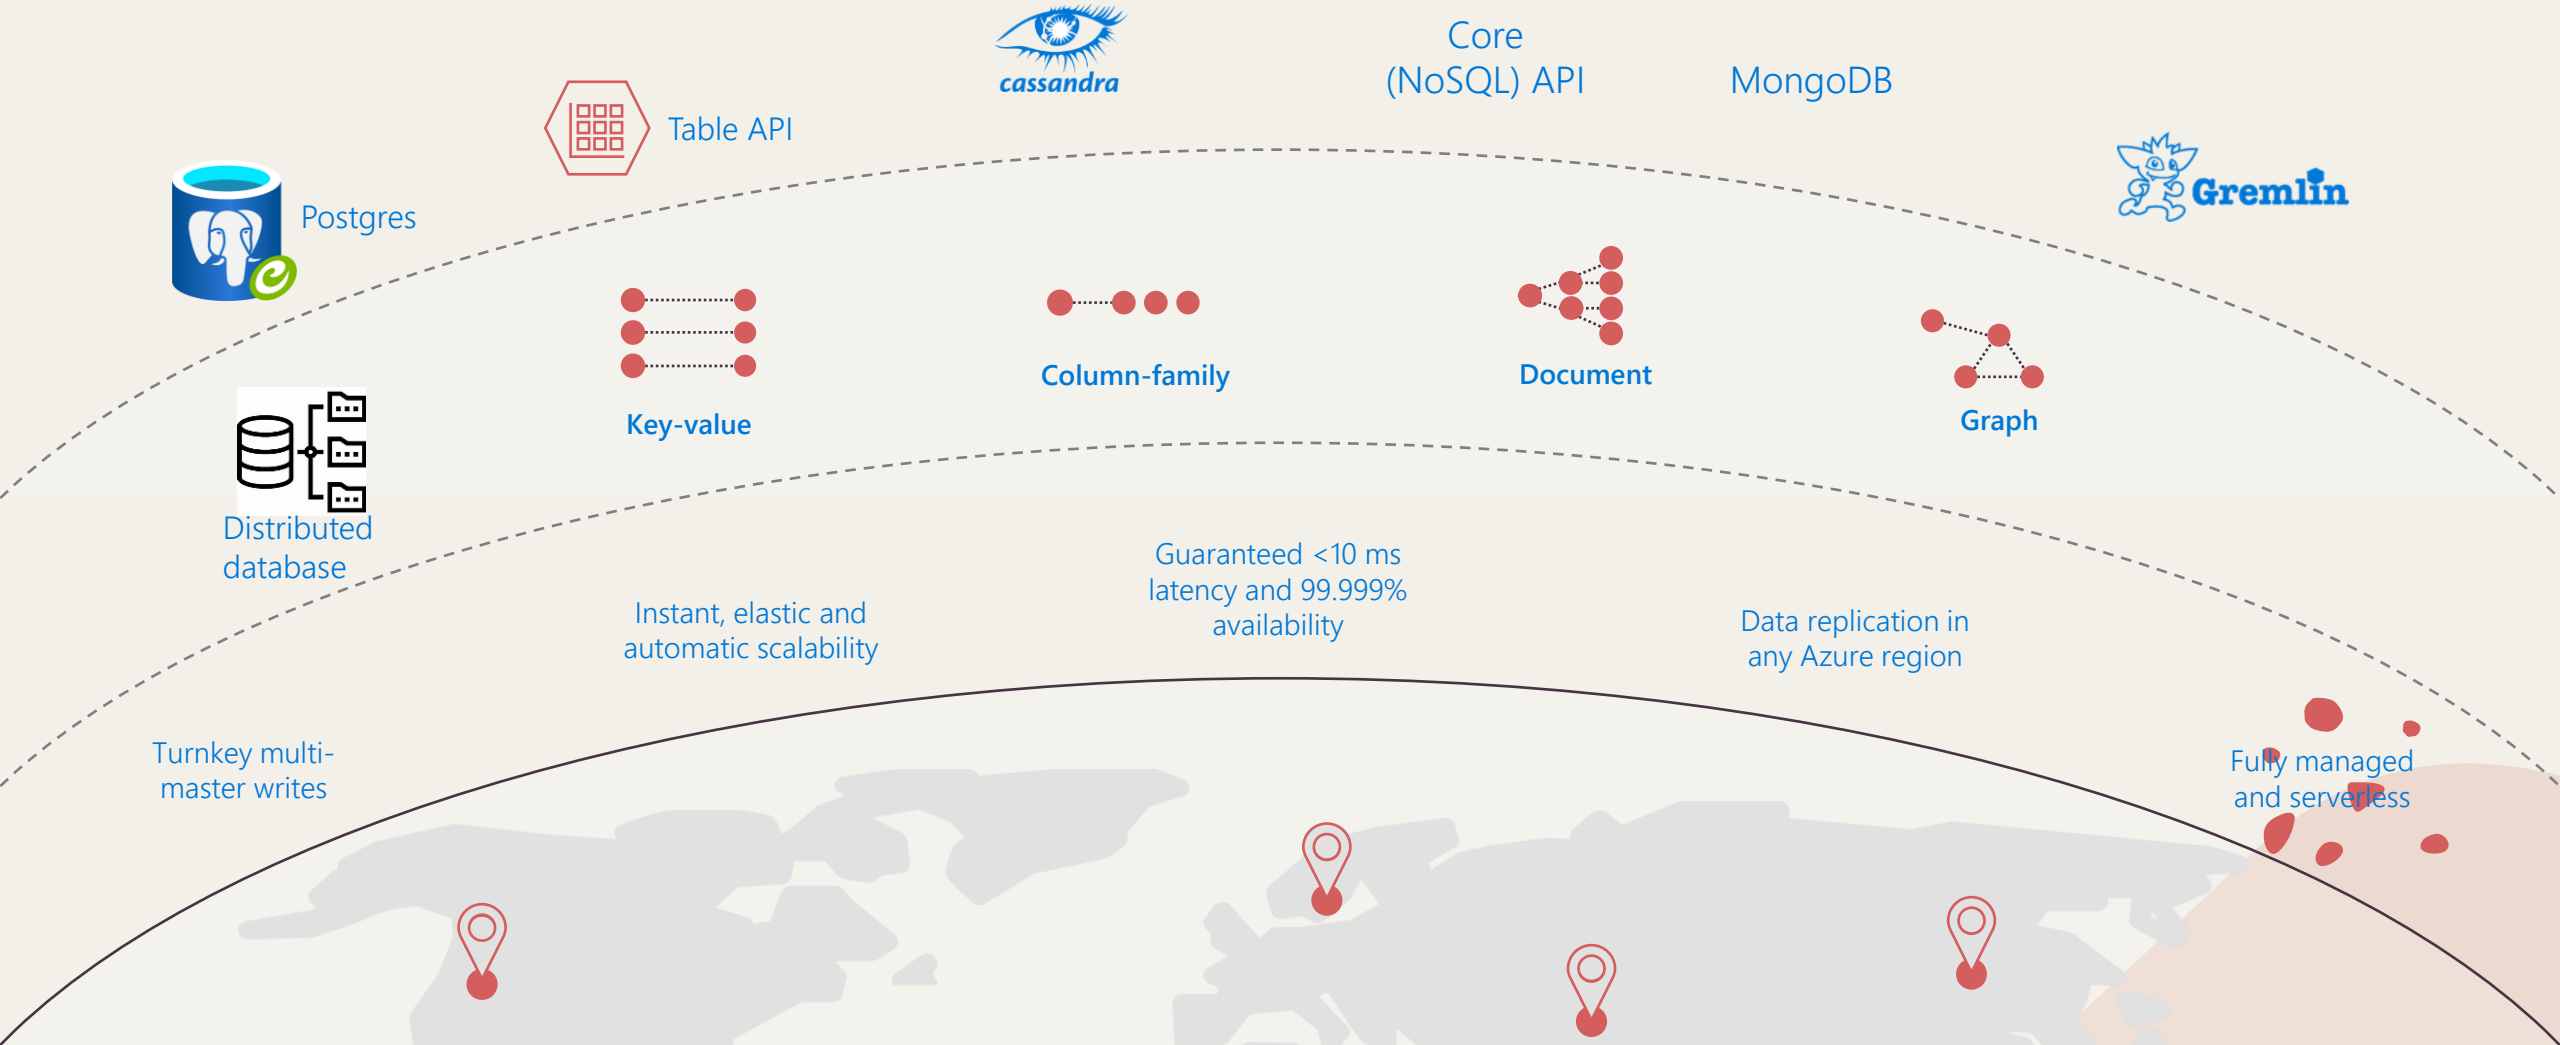 cassandra
Core
(NoSQL) API
MongoDB
Table API
Postgres
Gremlin
Key-value
Column-family
Document
Graph
Distributed
database
Turnkey multi-
master writes
Instant, elastic and
automatic scalability
Guaranteed <10 ms
latency and 99.999%
availability
Data replication in
any Azure region
Fully managed
and serverless